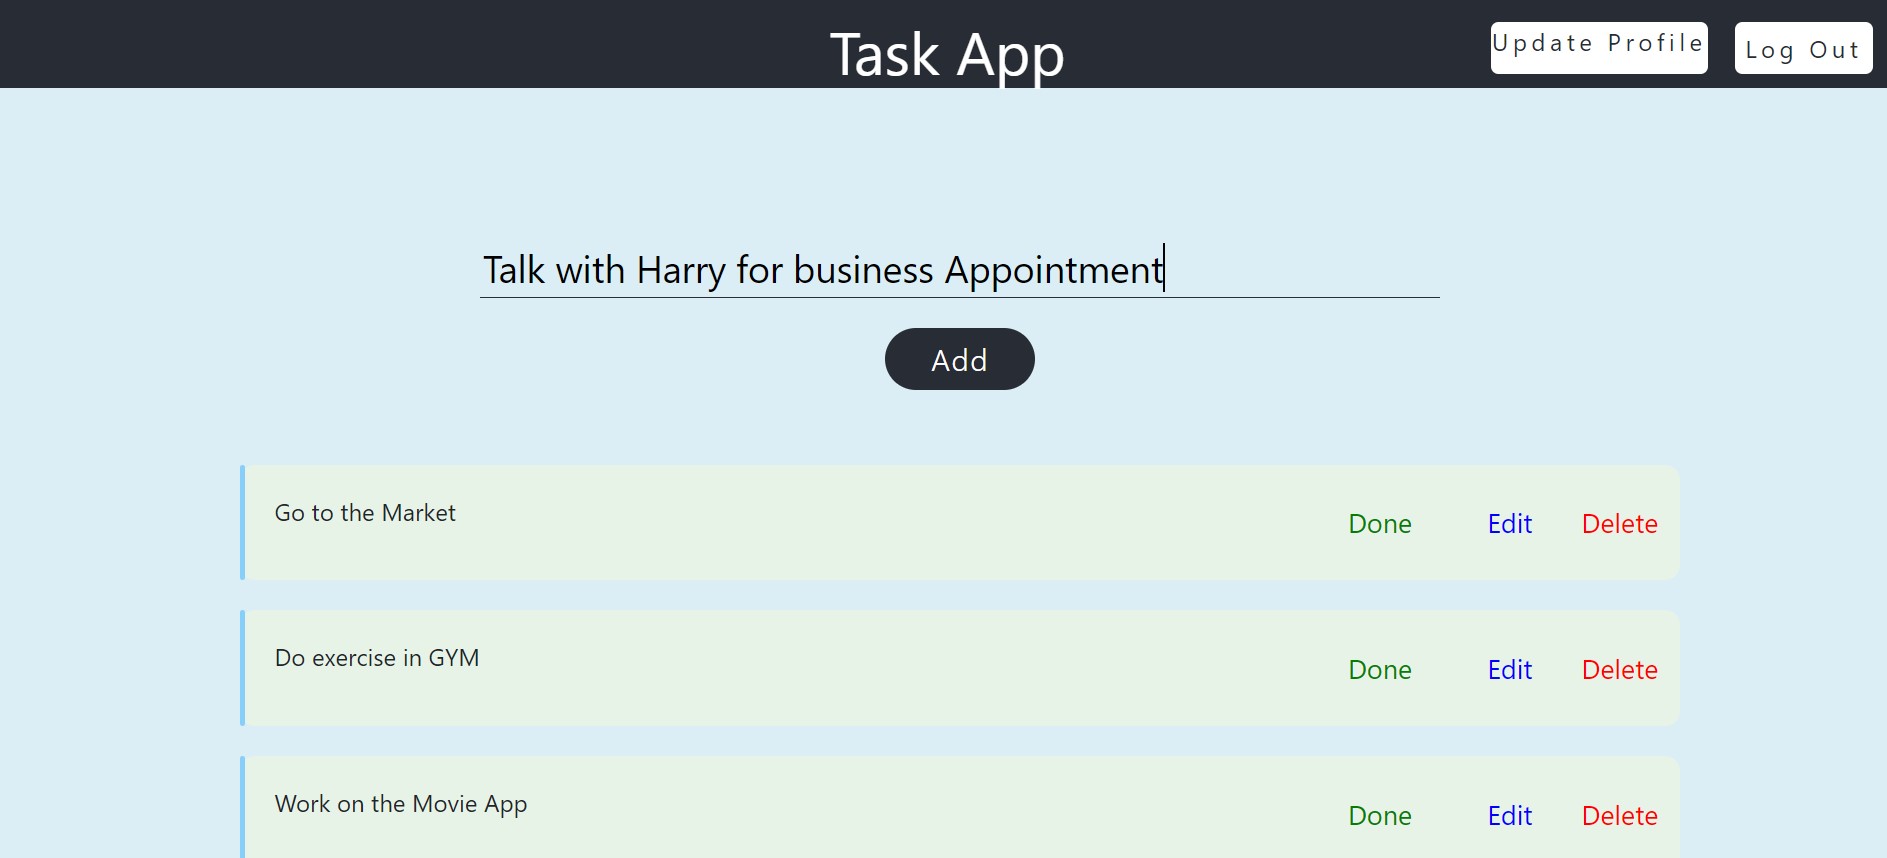 Task App
Update Profile
Log Out
Talk with Harry for business Appointment
Add
Go to the Market
Done
Edit
Delete
Do exercise in GYM
Done
Edit
Delete
Work on the Movie App
Done
Edit
Delete